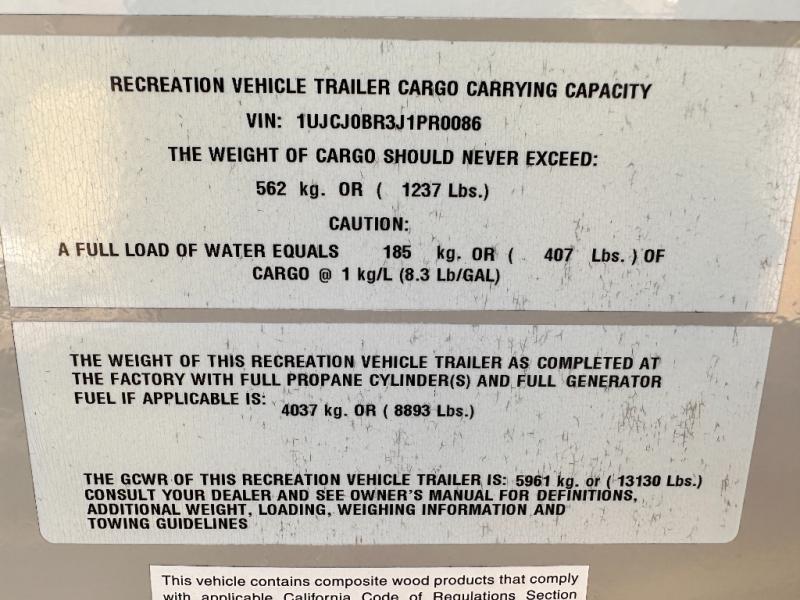 RECREATION VEHICLE TRAILER CARGO CARRYING CAPACITY
VIN: 1UJCJ0BR3J1PR0086
THE WEIGHT OF CARGO SHOULD NEVER EXCEED:
562 kg. OR ( 1237 Lbs.)
CAUTION:
A FULL LOAD OF WATER EQUALS 185 kg. OR ( 407 Lbs. ) OF
CARGO @ 1 kg/L (8.3 Lb/GAL)
THE WEIGHT OF THIS RECREATION VEHICLE TRAILER AS COMPLETED AT
THE FACTORY WITH FULL PROPANE CYLINDER(S) AND FULL GENERATOR
FUEL IF APPLICABLE IS: 4037 kg. OR ( 8893 Lbs.)
THE GCWR OF THIS RECREATION VEHICLE TRAILER IS: 5961 kg. or ( 13130 Lbs.)
CONSULT YOUR DEALER AND SEE OWNER'S MANUAL FOR DEFINITIONS,
ADDITIONAL WEIGHT, LOADING, WEIGHING INFORMATION AND
TOWING GUIDELINES
This vehicle contains composite wood products that comply
with applicable California Code of Regulations Section